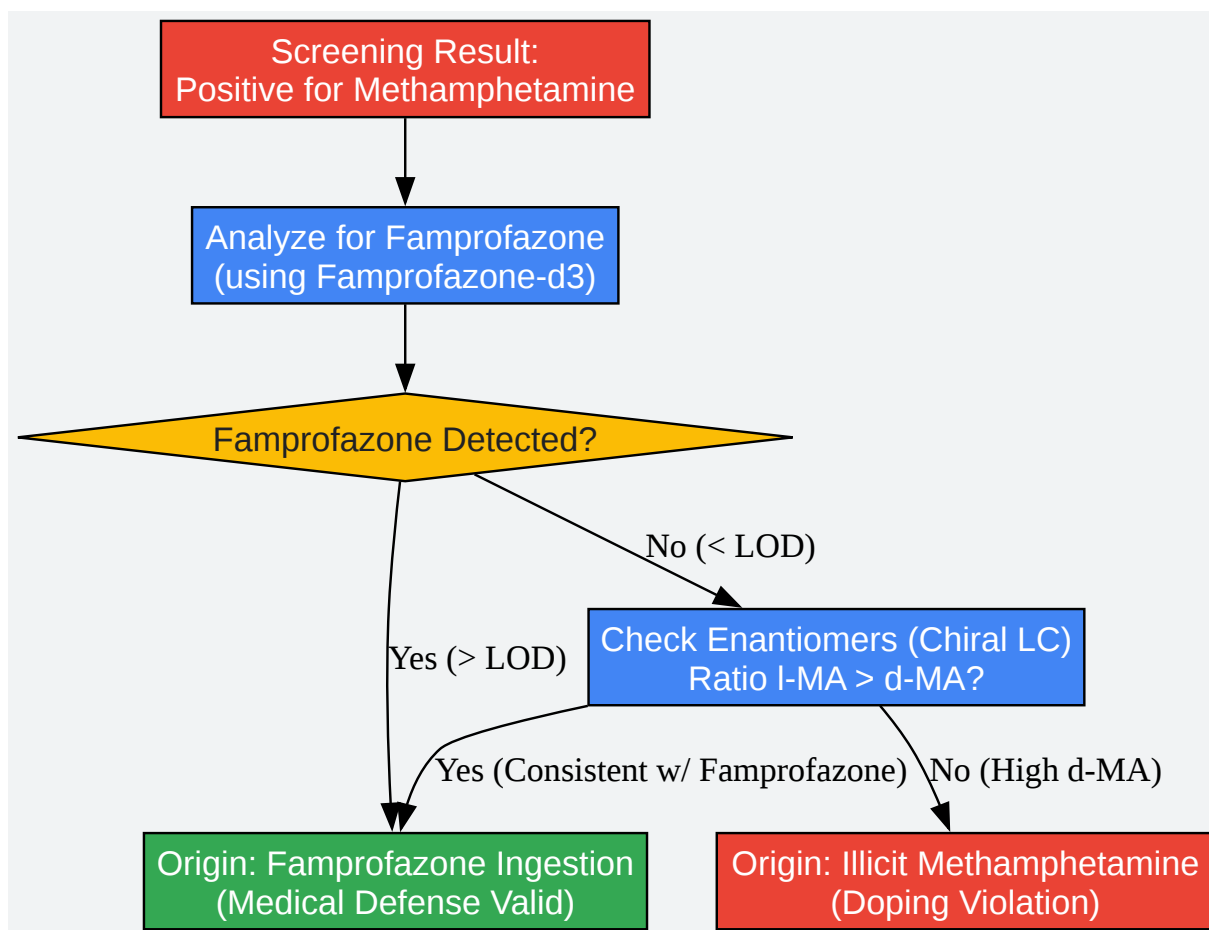 Screening Result:
Positive for Methamphetamine
Analyze for Famprofazone
(using Famprofazone-d3)
Famprofazone Detected?
No (< LOD)
Yes (> LOD)
Check Enantiomers (Chiral LC)
Ratio l-MA > d-MA?
Yes (Consistent w/ Famprofazone)
No (High d-MA)
Origin: Famprofazone Ingestion
(Medical Defense Valid)
Origin: Illicit Methamphetamine
(Doping Violation)